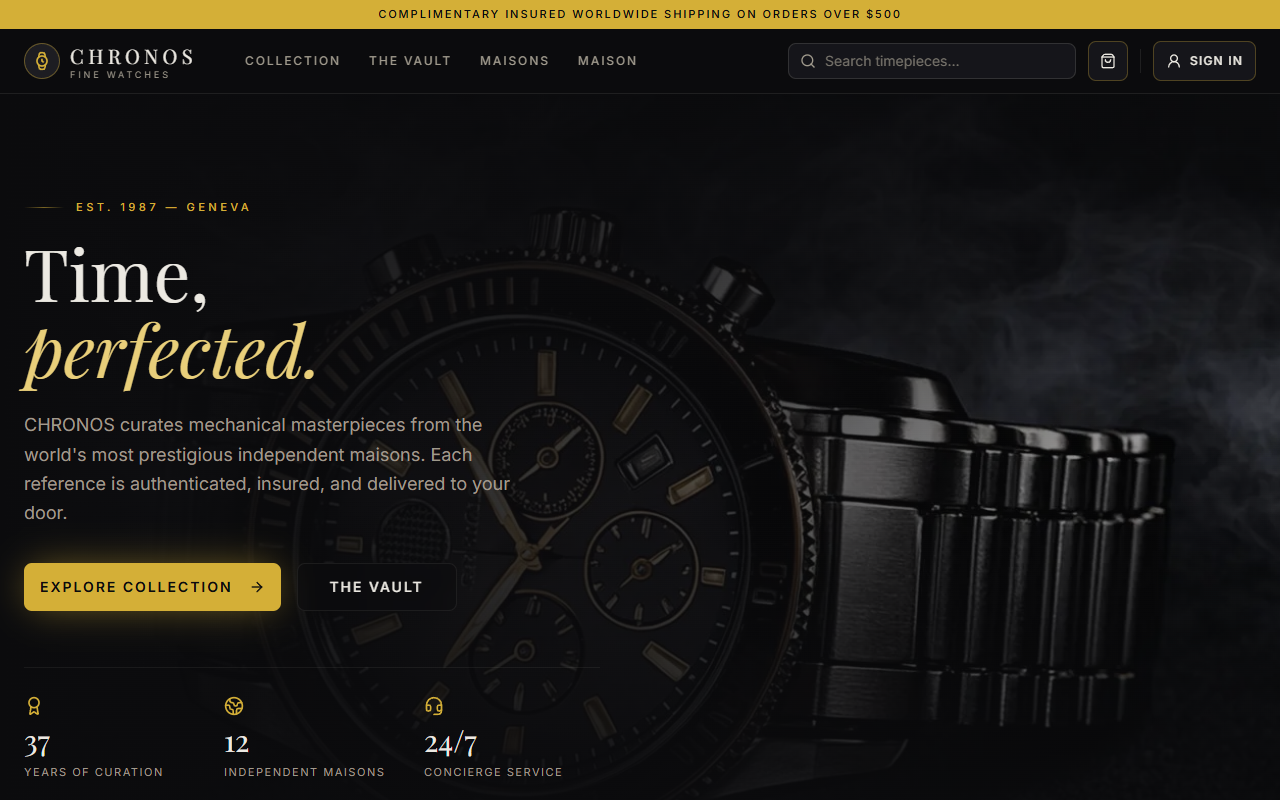 COMPLIMENTARY INSURED WORLDWIDE SHIPPING ON ORDERS OVER $500
CHRONOS
FINE WATCHES
COLLECTION
THE VAULT
MAISONS
MAISON
Search timepieces...
SIGN IN
EST. 1987 — GENEVA
Time,
perfected.
CHRONOS curates mechanical masterpieces from the
world's most prestigious independent maisons. Each
reference is authenticated, insured, and delivered to your
door.
EXPLORE COLLECTION
THE VAULT
37
YEARS OF CURATION
12
INDEPENDENT MAISONS
24/7
CONCIERGE SERVICE